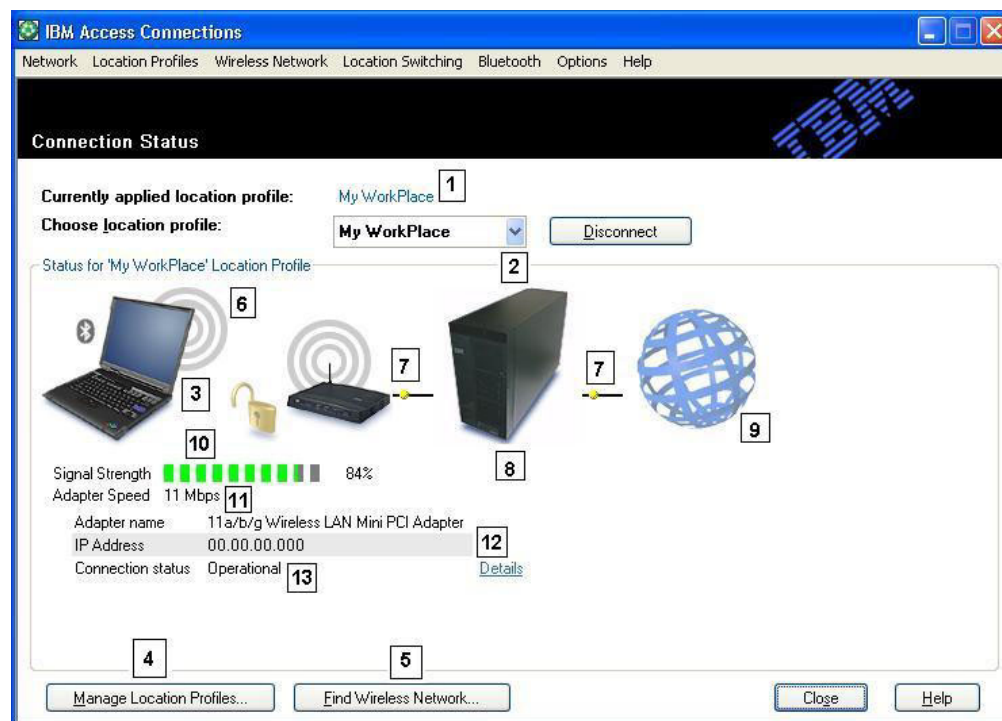 IBM Access Connections
Network Location Profiles Wireless Network Location Switching Bluetooth Options Help
IBM
Connection Status
Currently applied location profile: My WorkPlace 1
Choose location profile: My WorkPlace Disconnect
2
Status for 'My WorkPlace' Location Profile
6
7
7
3
9
10
8
Signal Strength 84%
Adapter Speed 11 Mbps 11
Adapter name 11a/b/g Wireless LAN Mini PCI Adapter
IP Address 00.00.00.000 12
Connection status Operational 13 Details
4
5
Manage Location Profiles... Find Wireless Network... Close Help